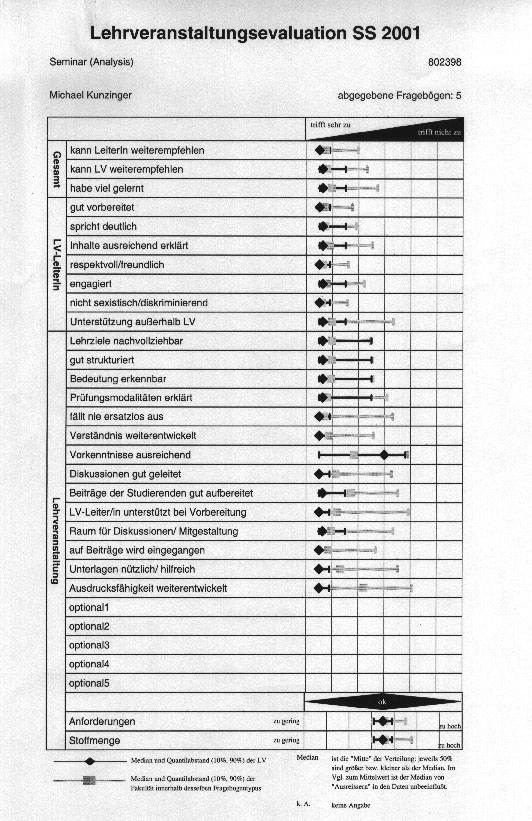 Lehrveranstaltungsevaluation SS 2001
Seminar (Analysis) 802398
Michael Kunzinger abgegebene Fragebögen: 5
trifft sehr zu trifft nicht zu
Gesamt
kann LeiterIn weiterempfehlen
kann LV weiterempfehlen
habe viel gelernt
LV-LeiterIn
gut vorbereitet
spricht deutlich
Inhalte ausreichend erklärt
respektvoll/freundlich
engagiert
nicht sexistisch/diskriminierend
Unterstützung außerhalb LV
Lehrveranstaltung
Lehrziele nachvollziehbar
gut strukturiert
Bedeutung erkennbar
Prüfungsmodalitäten erklärt
fällt nie ersatzlos aus
Verständnis weiterentwickelt
Vorkenntnisse ausreichend
Diskussionen gut geleitet
Beiträge der Studierenden gut aufbereitet
LV-Leiter/in unterstützt bei Vorbereitung
Raum für Diskussionen/ Mitgestaltung
auf Beiträge wird eingegangen
Unterlagen nützlich/ hilfreich
Ausdrucksfähigkeit weiterentwickelt
optional1
optional2
optional3
optional4
optional5
ok
Anforderungen zu gering zu hoch
Stoffmenge zu gering zu hoch
Median und Quantilabstand (10%, 90%) der LV
Median und Quantilabstand (10%, 90%) der
Fakultät innerhalb desselben Fragebogentypus
Median ist die "Mitte" der Verteilung: jeweils 50%
sind größer bzw. kleiner als der Median. Im
Vgl. zum Mittelwert ist der Median von
"Ausreissern" in den Daten unbeeinflußt.
k. A. keine Angabe